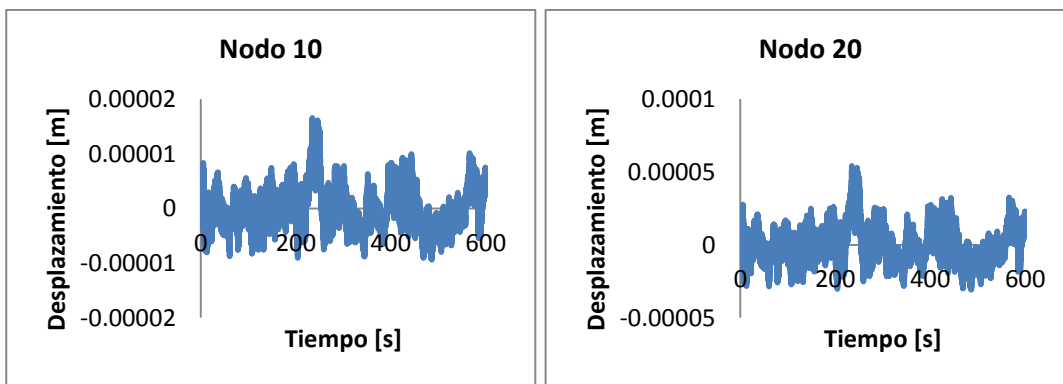 Nodo 10
Desplazamiento [m]
0.00002
0.00001
0
-0.00001
-0.00002
0
200
400
600
Tiempo [s]
Nodo 20
Desplazamiento [m]
0.0001
0.00005
0
-0.00005
0
200
400
600
Tiempo [s]